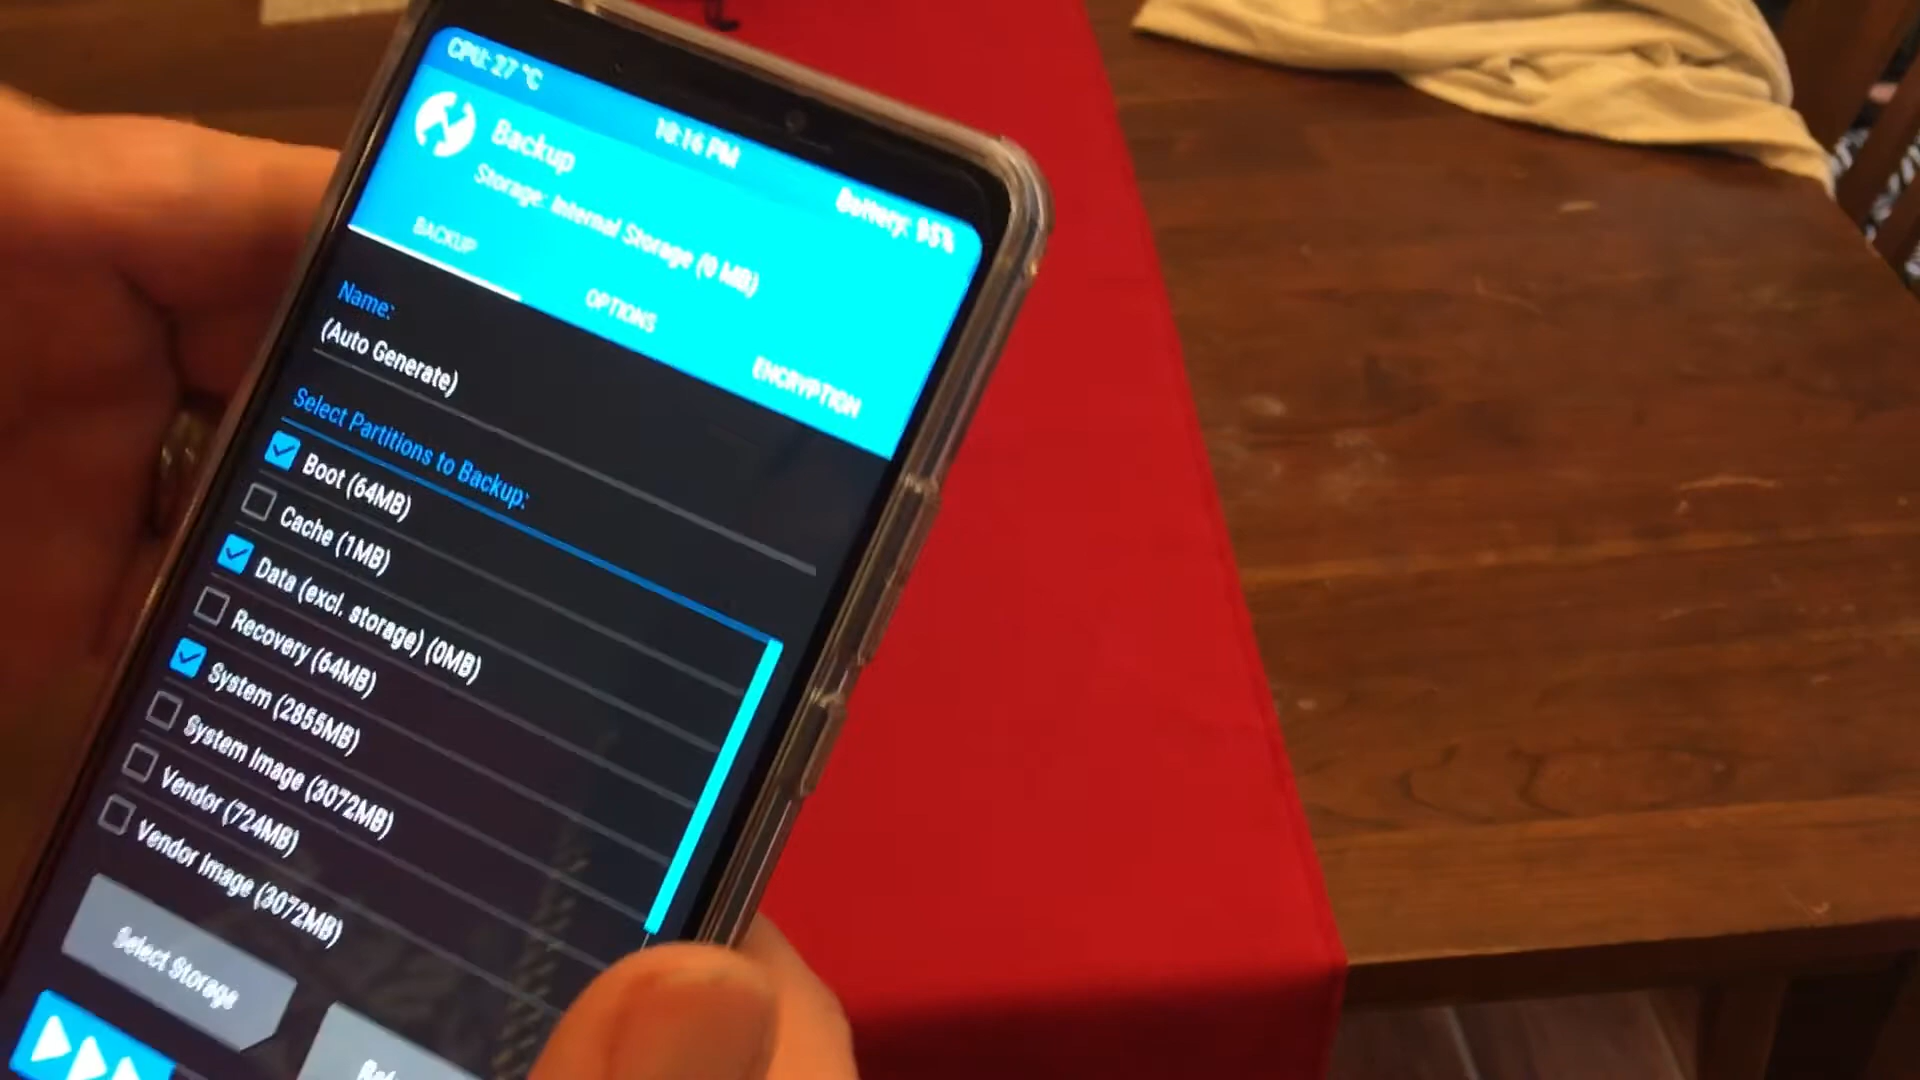 CPU: 27 °C
10:16 PM
Battery: 95%
Backup
Storage: Internal Storage (0 MB)
BACKUP
OPTIONS
ENCRYPTION
Name:
(Auto Generate)
Select Partitions to Backup:
Boot (64MB)
Cache (1MB)
Data (excl. storage) (0MB)
Recovery (64MB)
System (2855MB)
System Image (3072MB)
Vendor (724MB)
Vendor Image (3072MB)
Select Storage